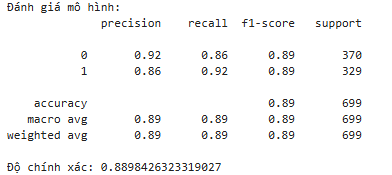 Đánh giá mô hình:
precision recall f1-score support
0 0.92 0.86 0.89 370
1 0.86 0.92 0.89 329
accuracy 0.89 699
macro avg 0.89 0.89 0.89 699
weighted avg 0.89 0.89 0.89 699
Độ chính xác: 0.8898426323319027